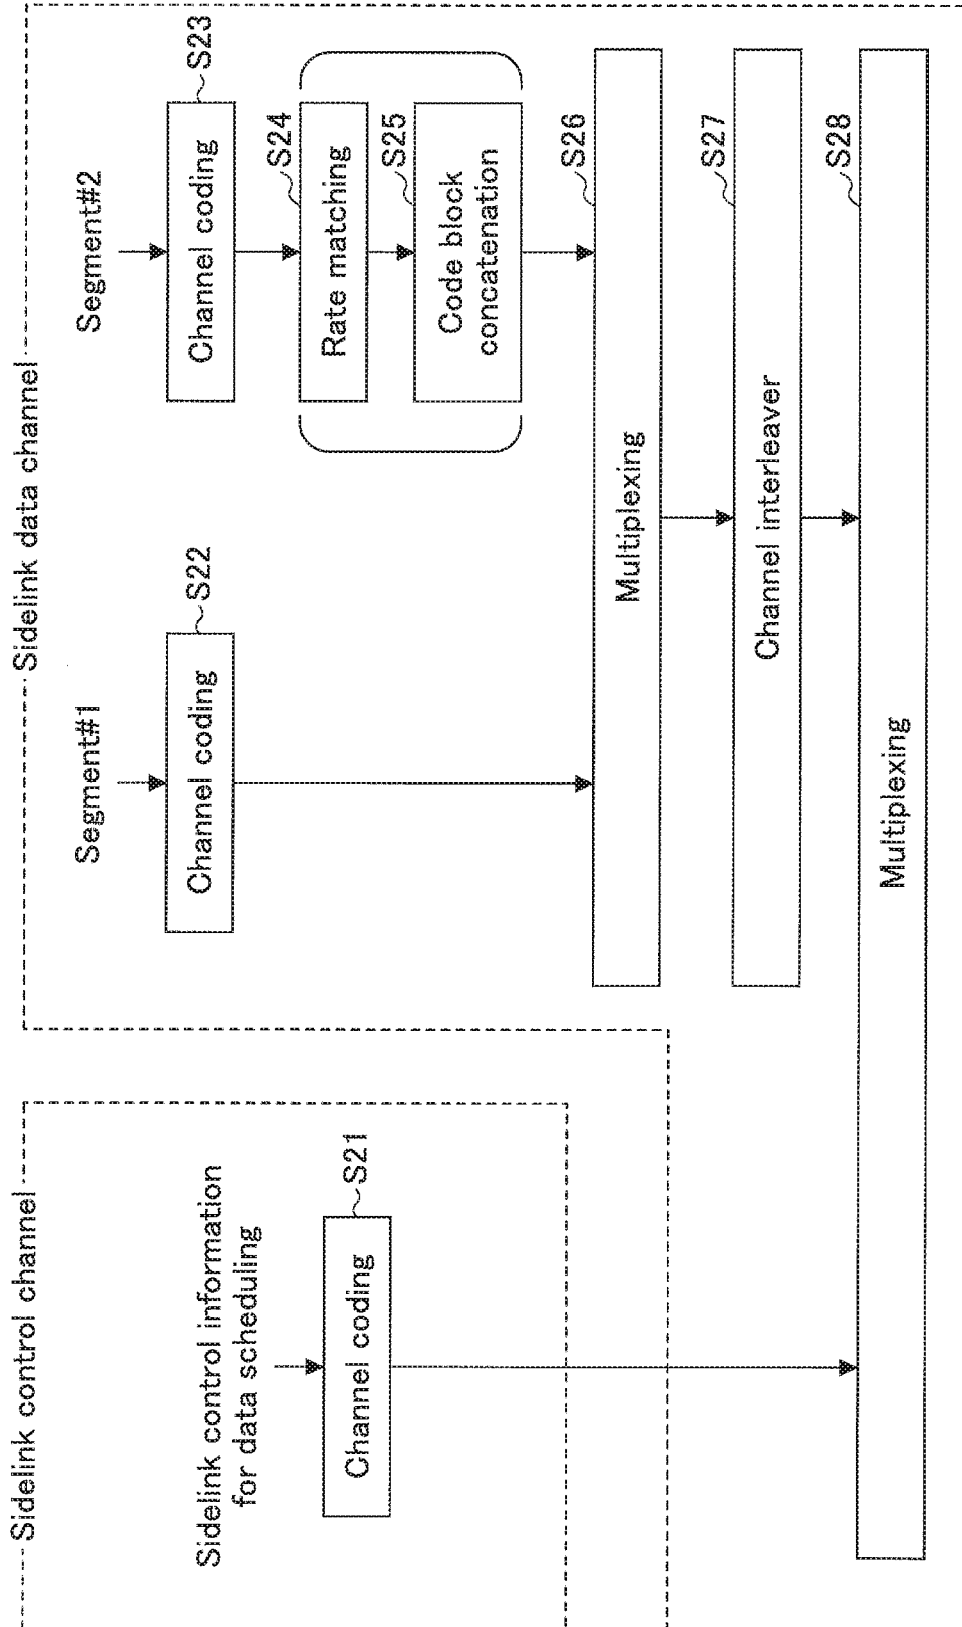 Sidelink control channel
Sidelink control information
for data scheduling
Channel coding
S21
Sidelink data channel
Segment#1
Channel coding
S22
Segment#2
Channel coding
S23
Rate matching
S24
Code block
concatenation
S25
Multiplexing
S26
Channel interleaver
S27
Multiplexing
S28